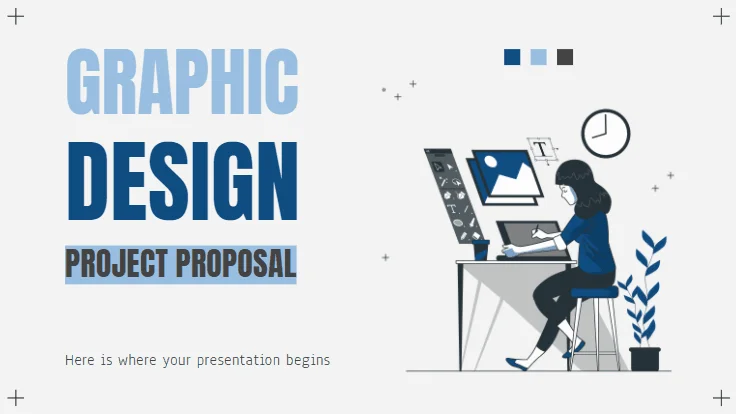 GRAPHIC
DESIGN
PROJECT PROPOSAL
Here is where your presentation begins
T
T